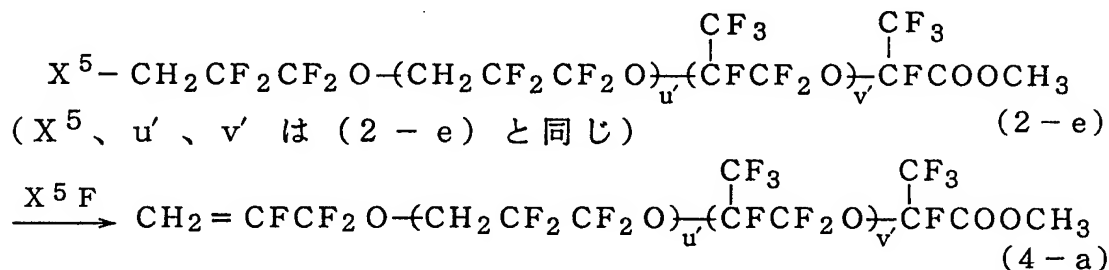 CF₃ CF₃
X⁵−CH₂CF₂CF₂O-(CH₂CF₂CF₂O)u′-(CFCF₂O)v′-CFCOOCH₃
(X⁵、u′、v′ は (2−e) と同じ) (2−e)
X⁵F CF₃ CF₃
⟶ CH₂=CFCF₂O-(CH₂CF₂CF₂O)u′-(CFCF₂O)v′-CFCOOCH₃
(4−a)